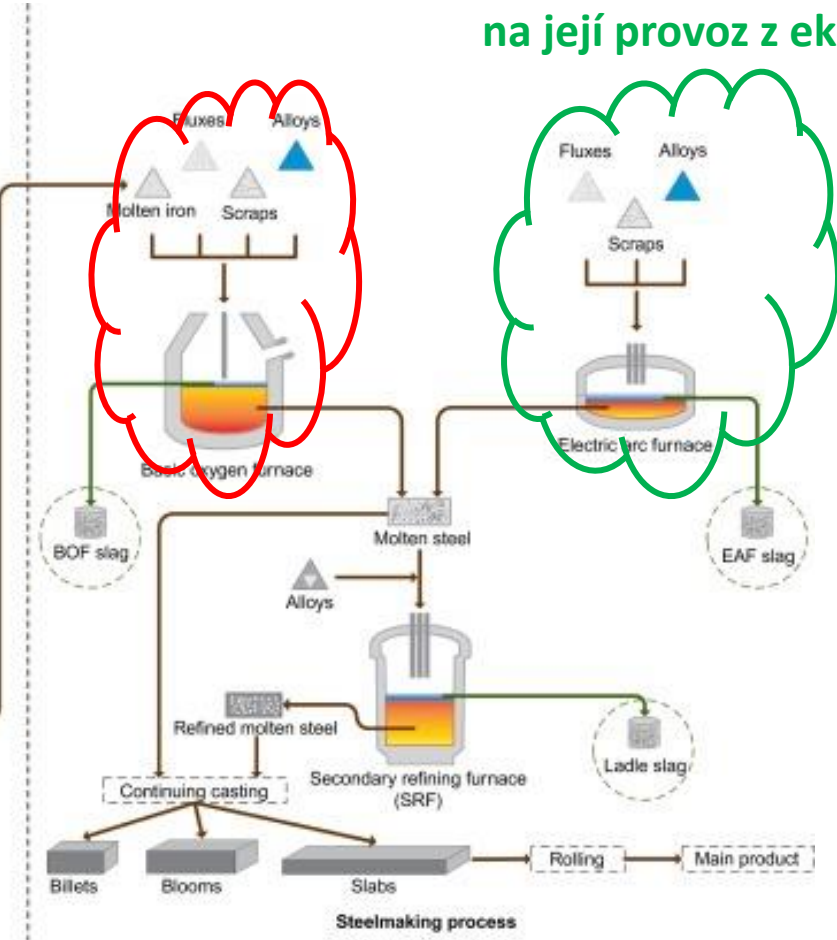 na její provoz z ek
Fluxes
Alloys
Molten iron
Scraps
Fluxes
Alloys
Scraps
Basic oxygen furnace
Electric arc furnace
BOF slag
Molten steel
EAF slag
Alloys
Refined molten steel
Secondary refining furnace
(SRF)
Ladle slag
Continuing casting
Billets
Blooms
Slabs
Rolling
Main product
Steelmaking process